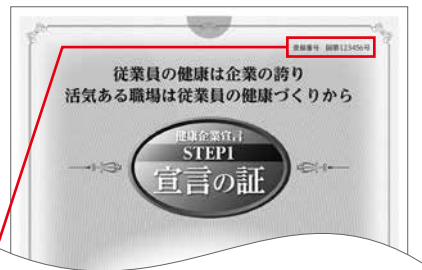 登録番号 銀第123456号
従業員の健康は企業の誇り
活気ある職場は従業員の健康づくりから
健康企業宣言
STEP1
宣言の証